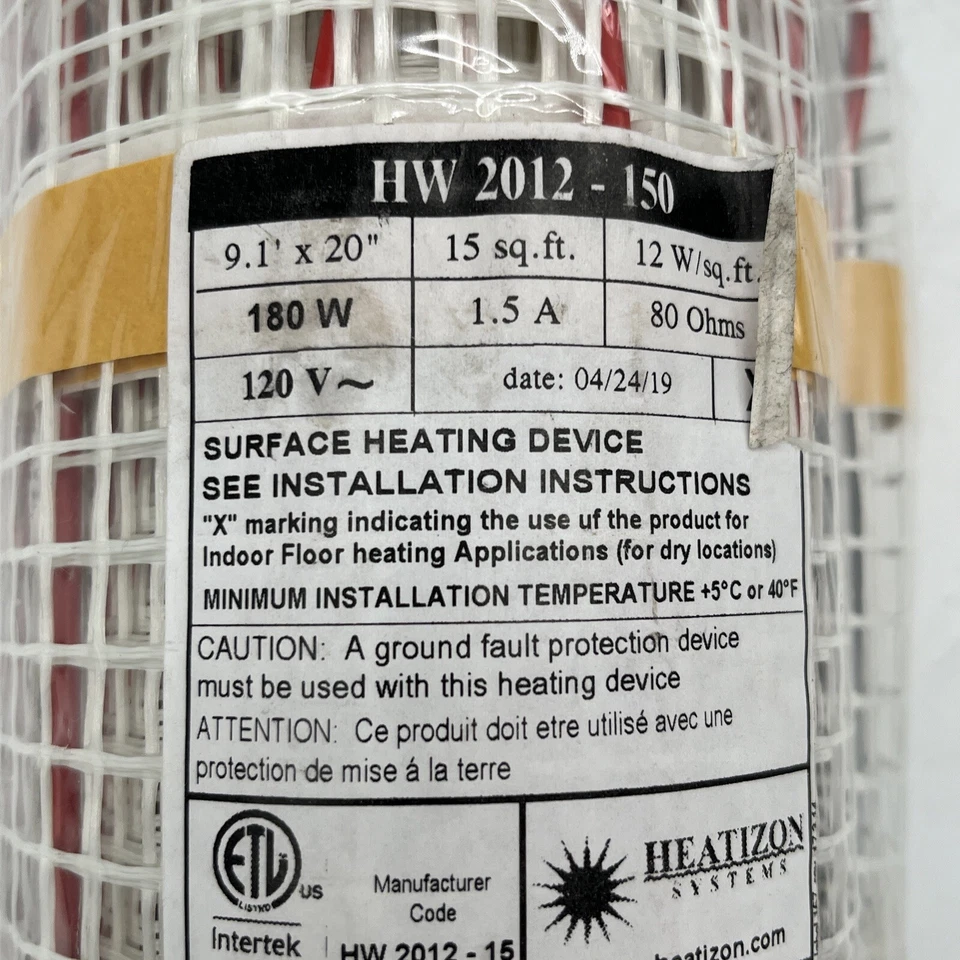 HW 2012 - 150
9.1' x 20" 15 sq.ft. 12 W/sq.ft.
180 W 1.5 A 80 Ohms
120 V~ date: 04/24/19
SURFACE HEATING DEVICE
SEE INSTALLATION INSTRUCTIONS
"X" marking indicating the use uf the product for
Indoor Floor heating Applications (for dry locations)
MINIMUM INSTALLATION TEMPERATURE +5°C or 40°F
CAUTION: A ground fault protection device
must be used with this heating device
ATTENTION: Ce produit doit etre utilisé avec une
protection de mise á la terre
ETL
LISTED
US
Intertek
Manufacturer
Code
HW 2012 - 15
HEATIZON
SYSTEMS
heatizon.com